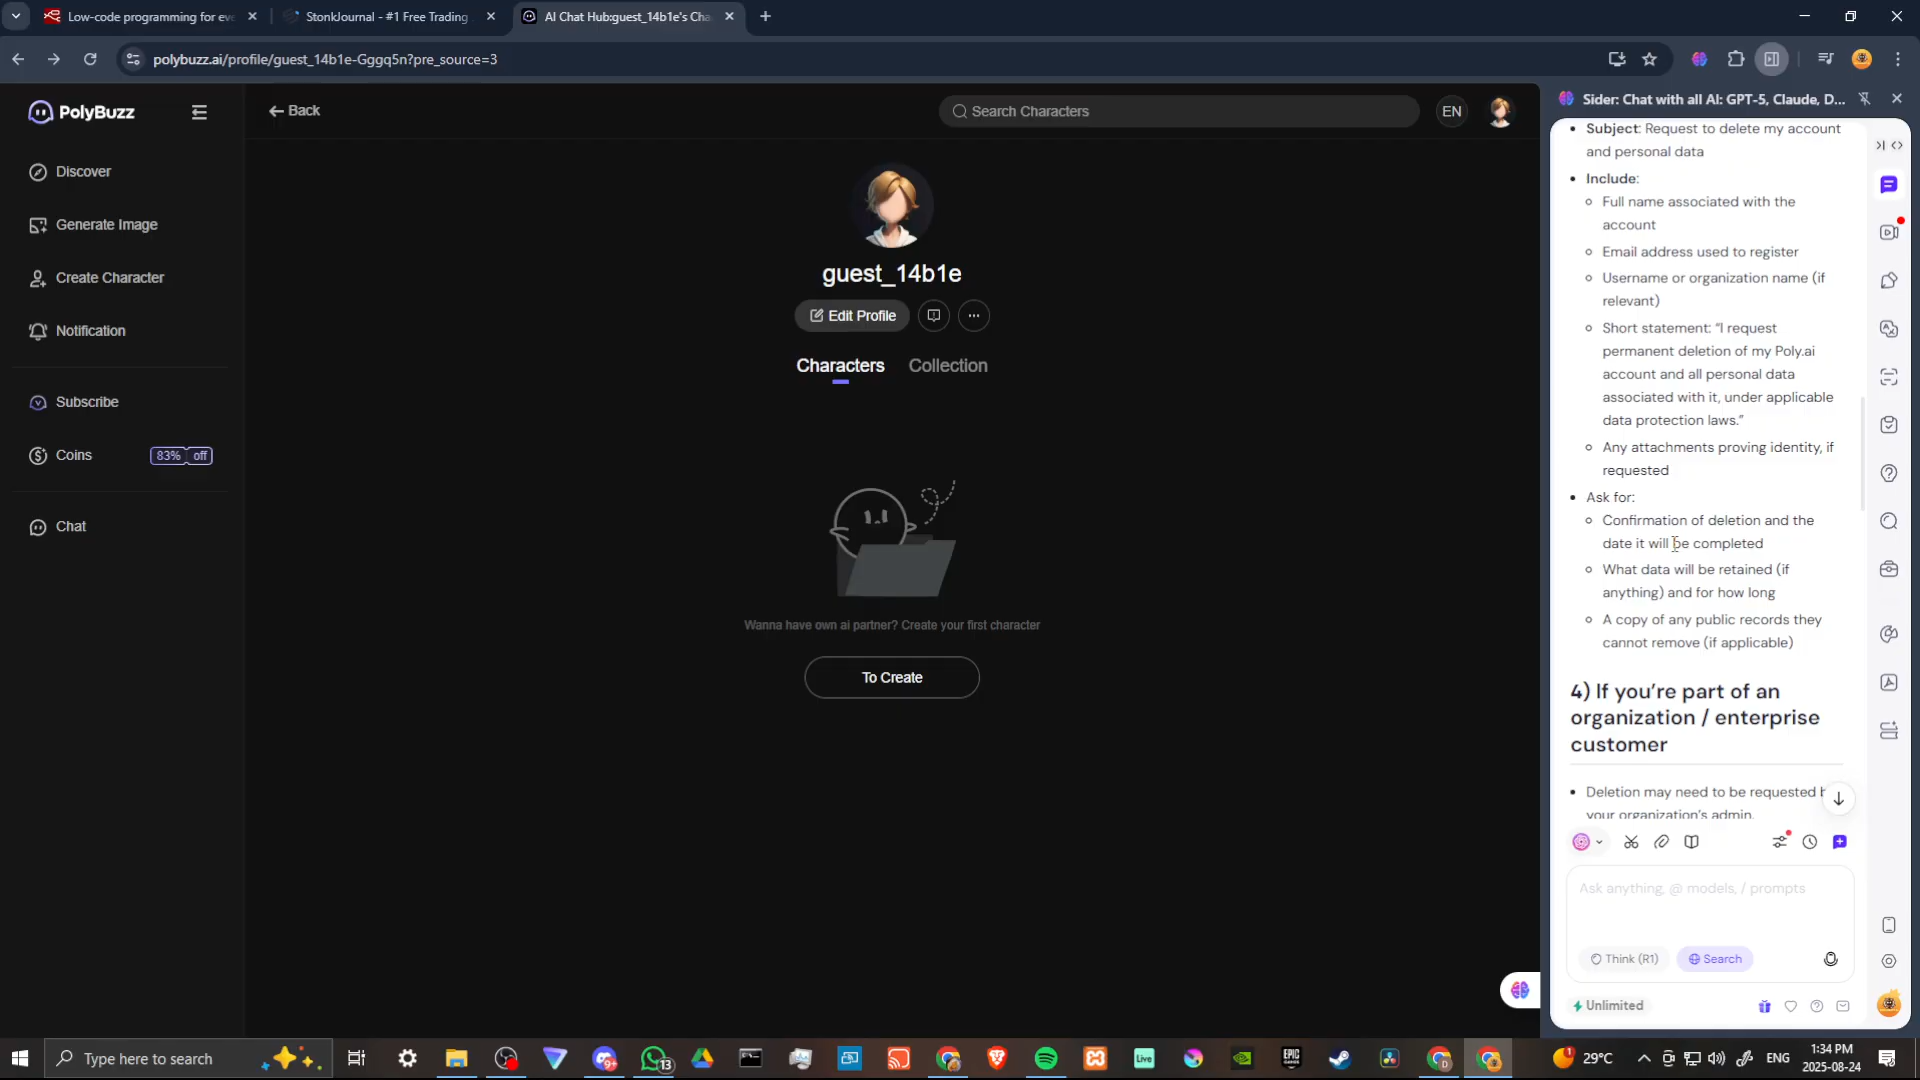 Low-code programming for eve
StonkJournal - #1 Free Trading
AI Chat Hub:guest_14b1e's Cha
polybuzz.ai/profile/guest_14b1e-Gggq5n?pre_source=3
PolyBuzz
Discover
Generate Image
Create Character
Notification
Subscribe
Coins
83% off
Chat
Back
Search Characters
EN
guest_14b1e
Edit Profile
Characters
Collection
Wanna have own ai partner? Create your first character
To Create
Sider: Chat with all AI: GPT-5, Claude, D...
Subject: Request to delete my account
and personal data
Include:
Full name associated with the
account
Email address used to register
Username or organization name (if
relevant)
Short statement: “I request
permanent deletion of my Poly.ai
account and all personal data
associated with it, under applicable
data protection laws.”
Any attachments proving identity, if
requested
Ask for:
Confirmation of deletion and the
date it will be completed
What data will be retained (if
anything) and for how long
A copy of any public records they
cannot remove (if applicable)
4) If you’re part of an
organization / enterprise
customer
Deletion may need to be requested b
your organization’s admin.
Ask anything, @ models, / prompts
Think (R1)
Search
Unlimited
Type here to search
13
Live
EPIC
GAMES
1
29°C
ENG
1:34 PM
2025-08-24